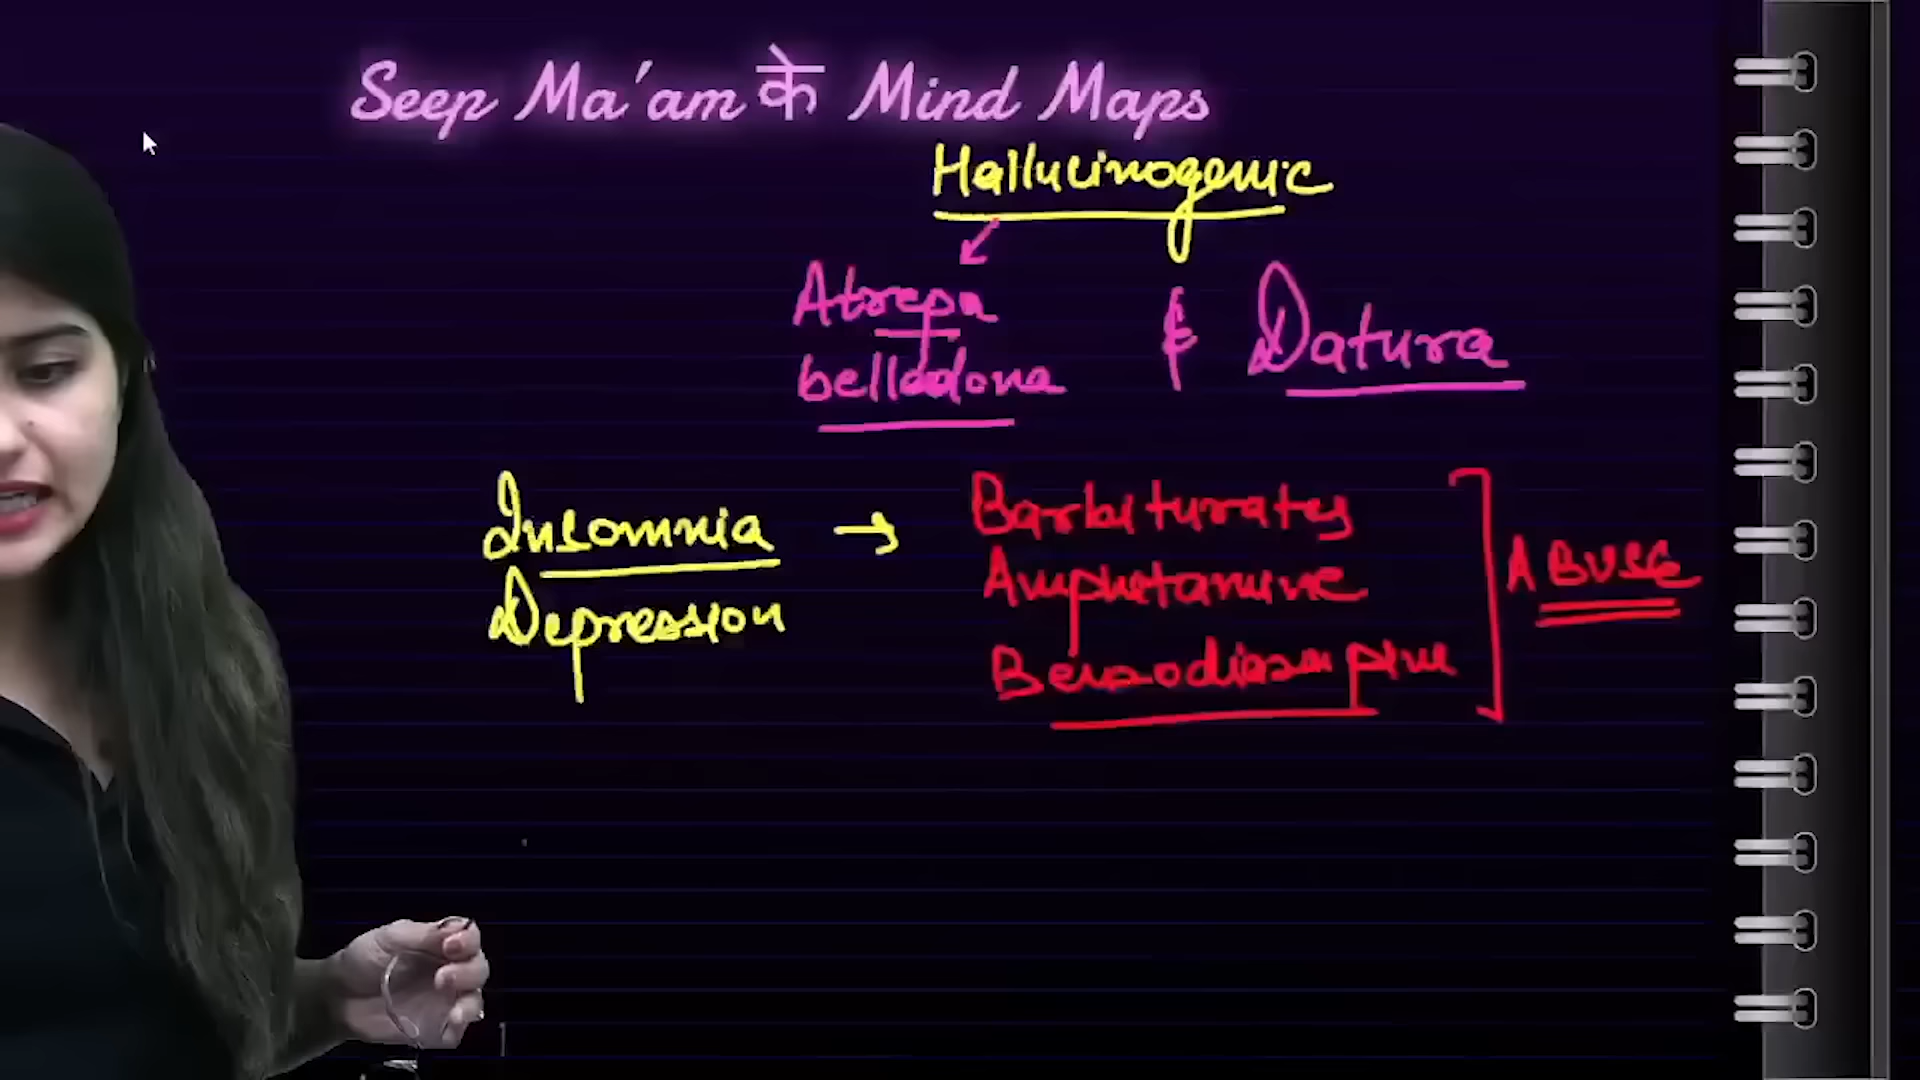 Seep Ma'am के Mind Maps
Hallucinogenic
Atropa & Datura
belladona
Insomnia → Barbiturates
Depression Amphetamine
Benzodiazepine
ABUSE